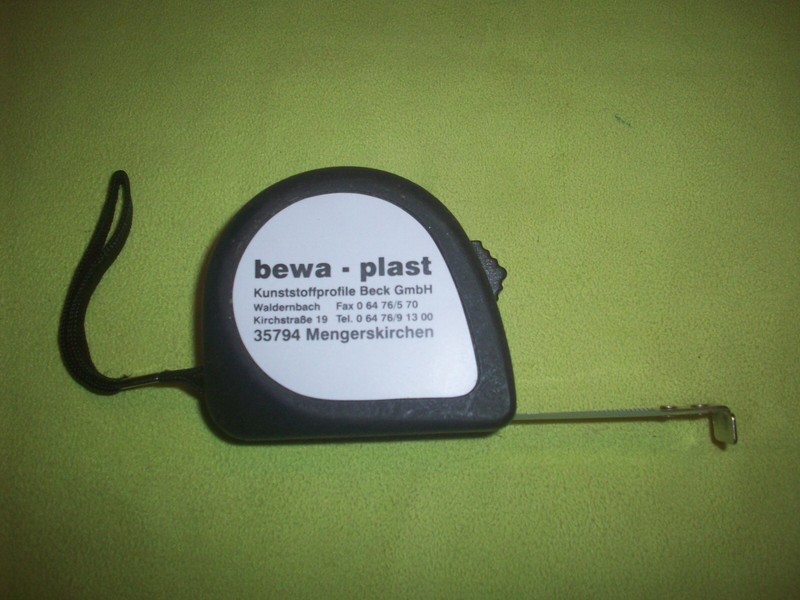 bewa - plast
Kunststoffprofile Beck GmbH
Waldernbach Fax 0 64 76/5 70
Kirchstraße 19 Tel. 0 64 76/9 13 00
35794 Mengerskirchen